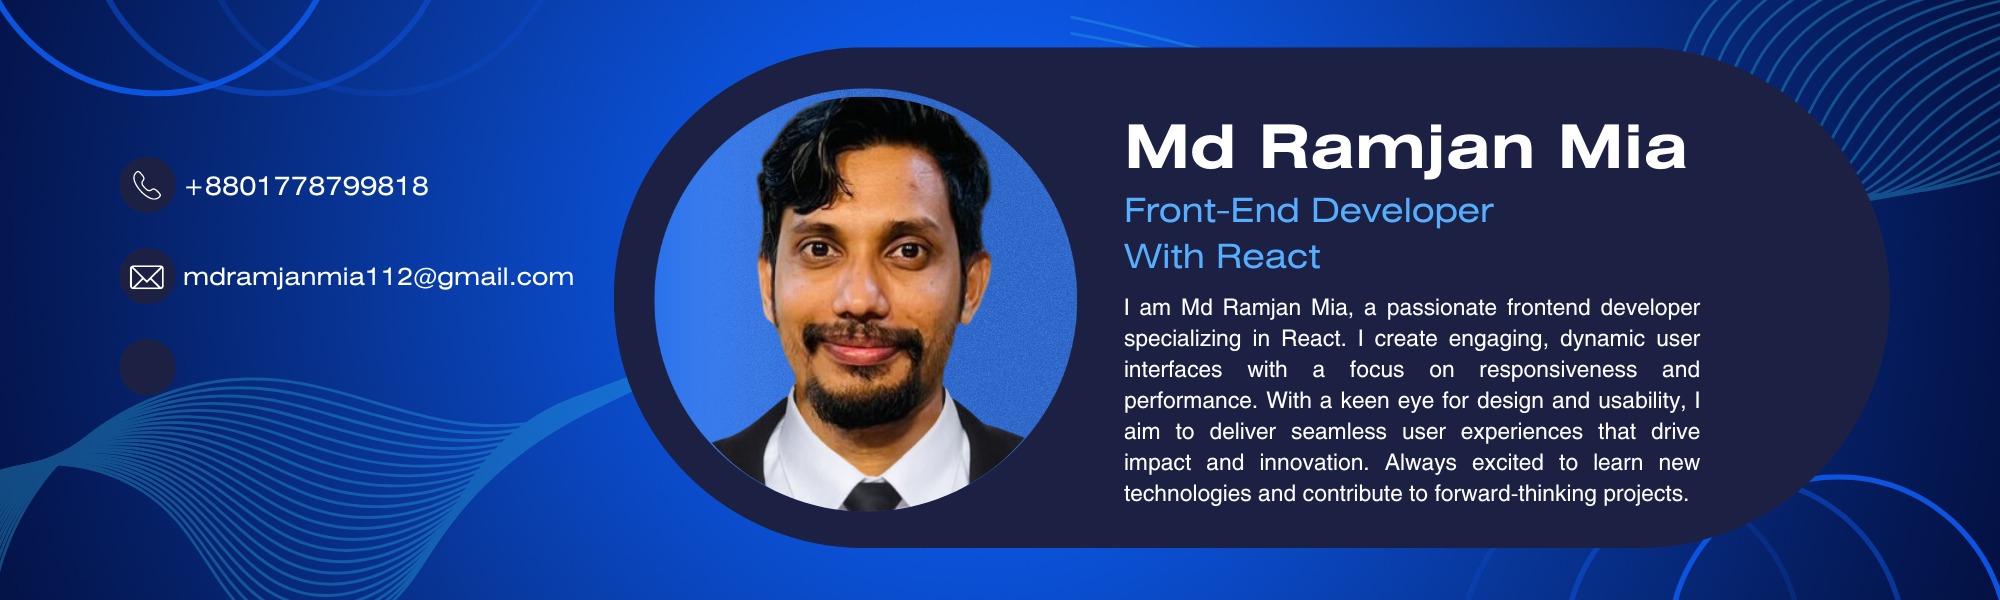 +8801778799818
mdramjanmia112@gmail.com
Md Ramjan Mia
Front-End Developer
With React
I am Md Ramjan Mia, a passionate frontend developer
specializing in React. I create engaging, dynamic user
interfaces with a focus on responsiveness and
performance. With a keen eye for design and usability, I
aim to deliver seamless user experiences that drive
impact and innovation. Always excited to learn new
technologies and contribute to forward-thinking projects.